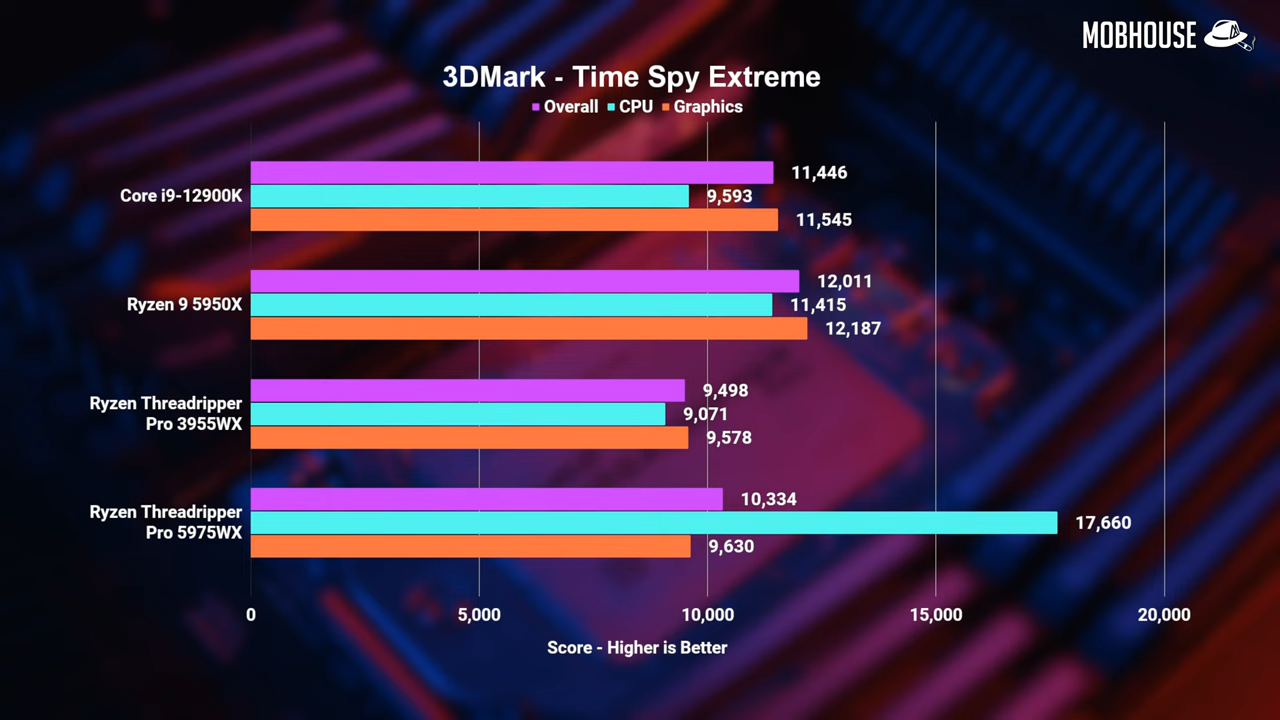 MOBHOUSE
3DMark - Time Spy Extreme
Overall CPU Graphics
Core i9-12900K
11,446
9,593
11,545
Ryzen 9 5950X
12,011
11,415
12,187
Ryzen Threadripper
Pro 3955WX
9,498
9,071
9,578
Ryzen Threadripper
Pro 5975WX
10,334
17,660
9,630
0 5,000 10,000 15,000 20,000
Score - Higher is Better